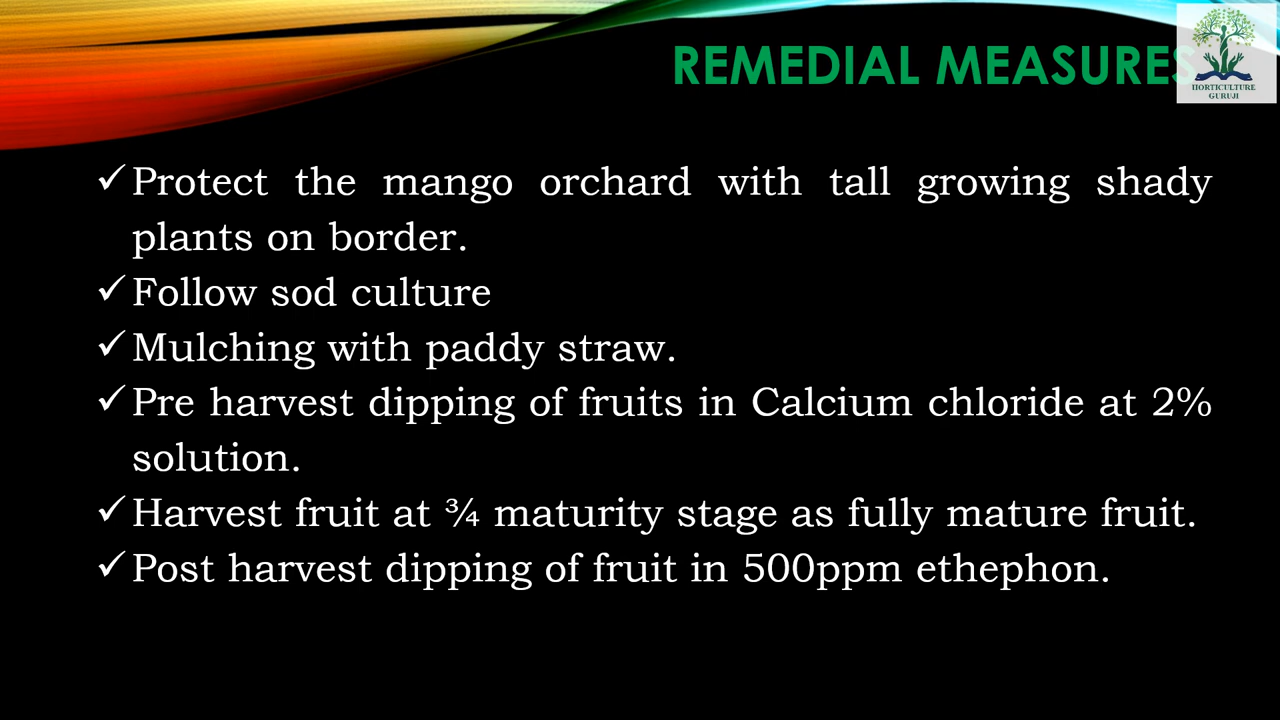 REMEDIAL MEASURES
HORTICULTURE
GURUJI
✓Protect the mango orchard with tall growing shady
plants on border.
✓Follow sod culture
✓Mulching with paddy straw.
✓Pre harvest dipping of fruits in Calcium chloride at 2%
solution.
✓Harvest fruit at ¾ maturity stage as fully mature fruit.
✓Post harvest dipping of fruit in 500ppm ethephon.